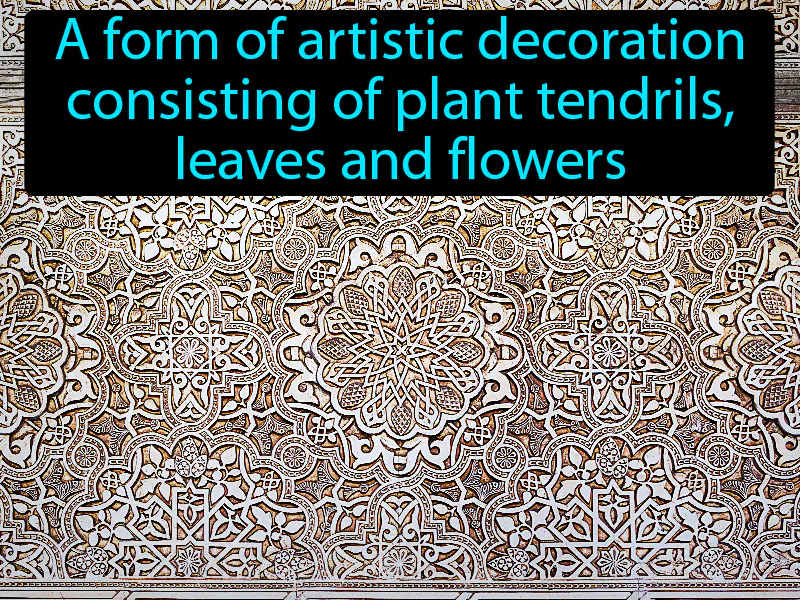 A form of artistic decoration
consisting of plant tendrils,
leaves and flowers